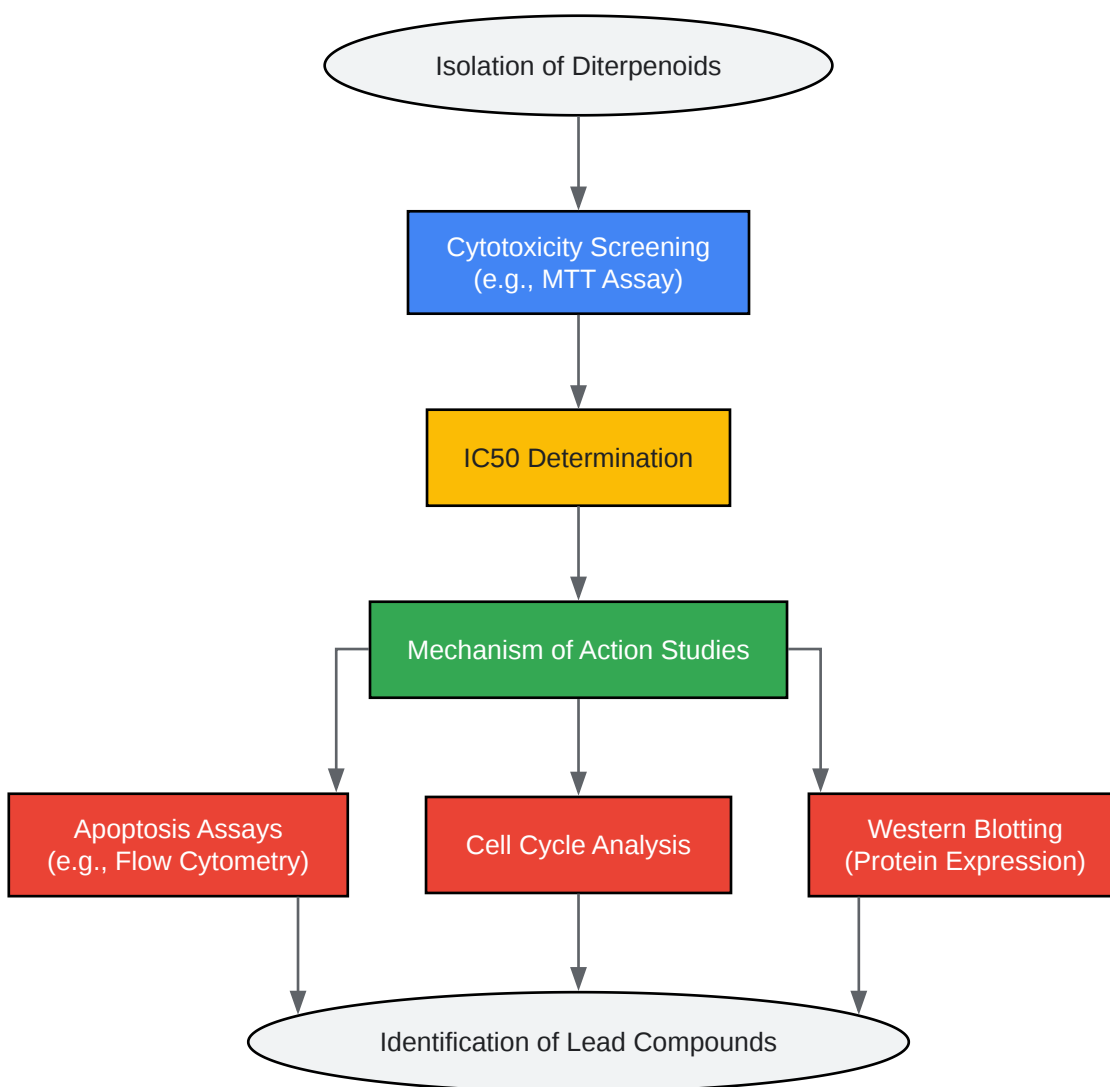 Isolation of Diterpenoids
Cytotoxicity Screening
(e.g., MTT Assay)
IC50 Determination
Mechanism of Action Studies
Apoptosis Assays
(e.g., Flow Cytometry)
Cell Cycle Analysis
Western Blotting
(Protein Expression)
Identification of Lead Compounds